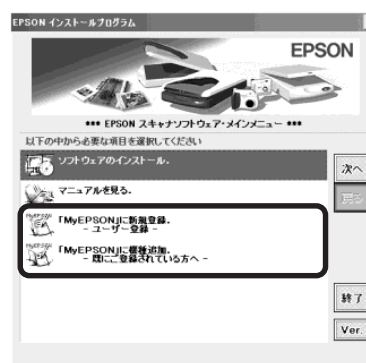 EPSON インストールプログラム
EPSON
*** EPSON スキャナソフトウェア・メインメニュー ***
以下の中から必要な項目を選択してください
ソフトウェアのインストール.
次へ
マニュアルを見る.
戻る
MyEPSON
「MyEPSON」に新規登録.
- ユーザー登録 -
MyEPSON
「MyEPSON」に機種追加.
- 既にご登録されている方へ -
終了
Ver.